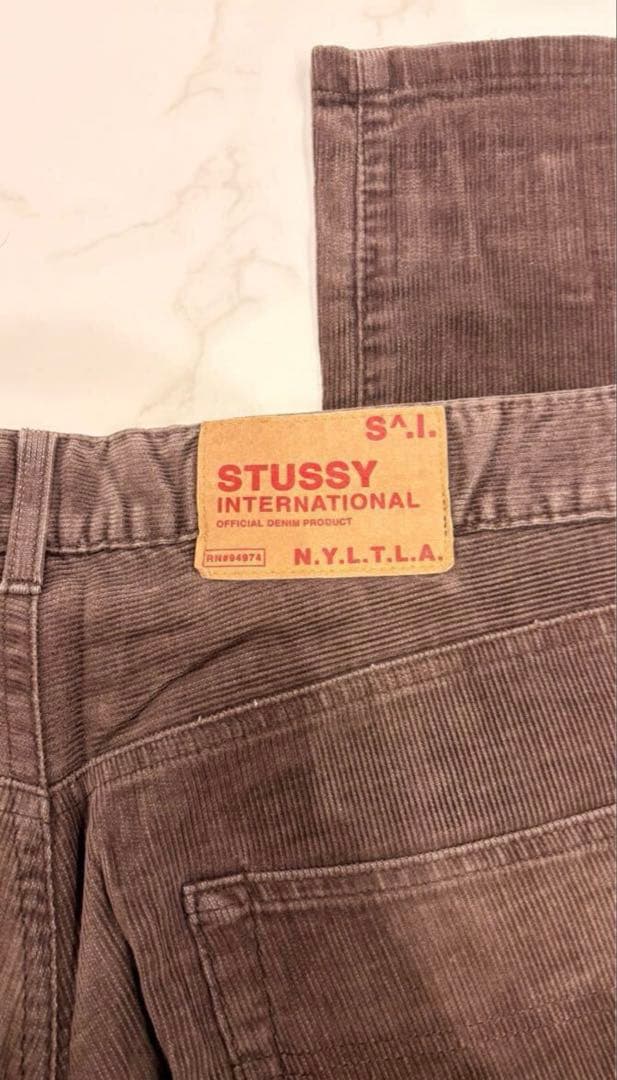 S^.I.
STUSSY
INTERNATIONAL
OFFICIAL DENIM PRODUCT
RN#94974
N.Y.L.T.L.A.